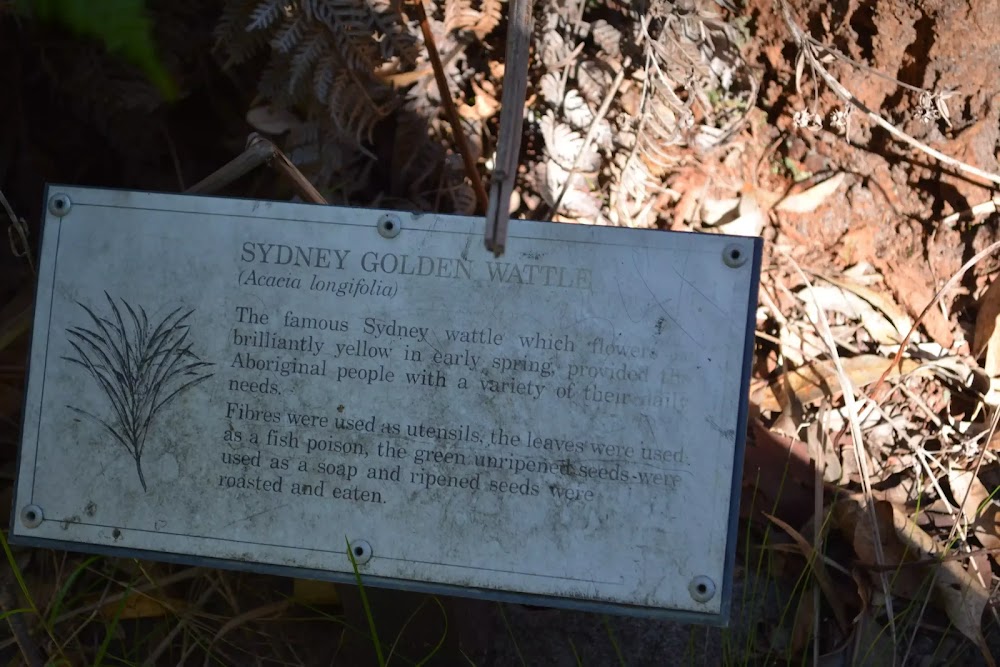 SYDNEY GOLDEN WATTLE
(Acacia longifolia)
The famous Sydney wattle which flowers
brilliantly yellow in early spring, provided the
Aboriginal people with a variety of their daily
needs.
Fibres were used as utensils, the leaves were used
as a fish poison, the green unripened seeds were
used as a soap and ripened seeds were
roasted and eaten.